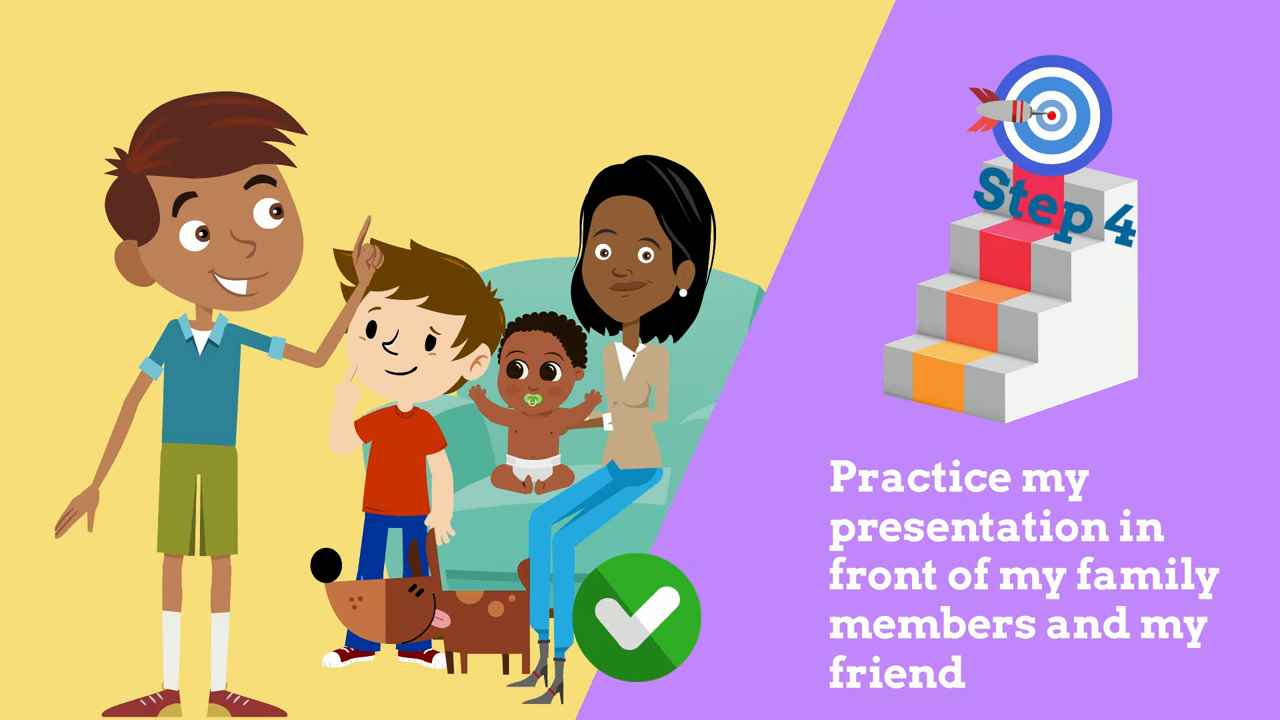 Step 4
Practice my
presentation in
front of my family
members and my
friend